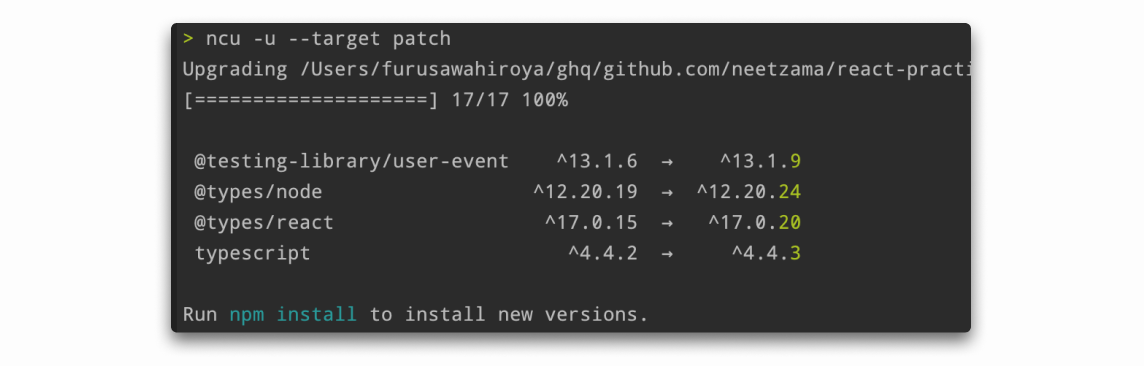 > ncu -u --target patch
Upgrading /Users/furusawahiroya/ghq/github.com/neetzama/react-practi
[====================] 17/17 100%
@testing-library/user-event ^13.1.6 → ^13.1.9
@types/node ^12.20.19 → ^12.20.24
@types/react ^17.0.15 → ^17.0.20
typescript ^4.4.2 → ^4.4.3
Run npm install to install new versions.